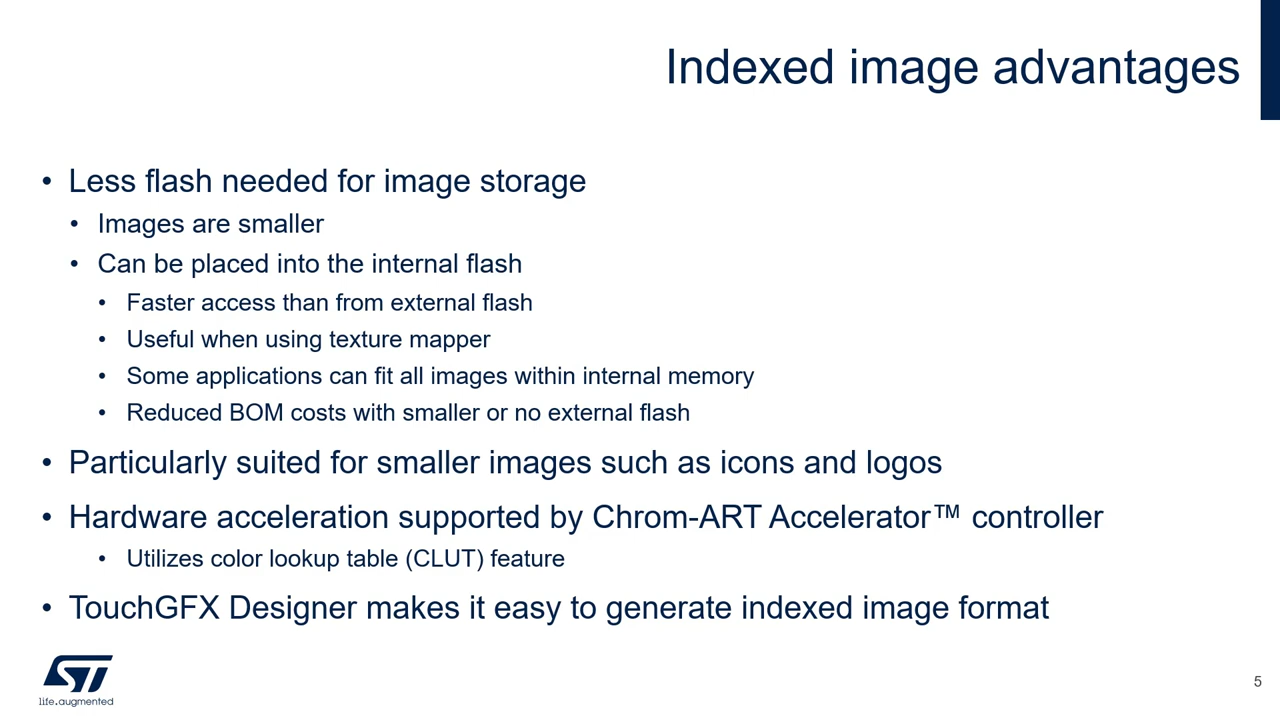 Indexed image advantages
• Less flash needed for image storage
• Images are smaller
• Can be placed into the internal flash
• Faster access than from external flash
• Useful when using texture mapper
• Some applications can fit all images within internal memory
• Reduced BOM costs with smaller or no external flash
• Particularly suited for smaller images such as icons and logos
• Hardware acceleration supported by Chrom-ART Accelerator™ controller
• Utilizes color lookup table (CLUT) feature
• TouchGFX Designer makes it easy to generate indexed image format
ST
life.augmented
5